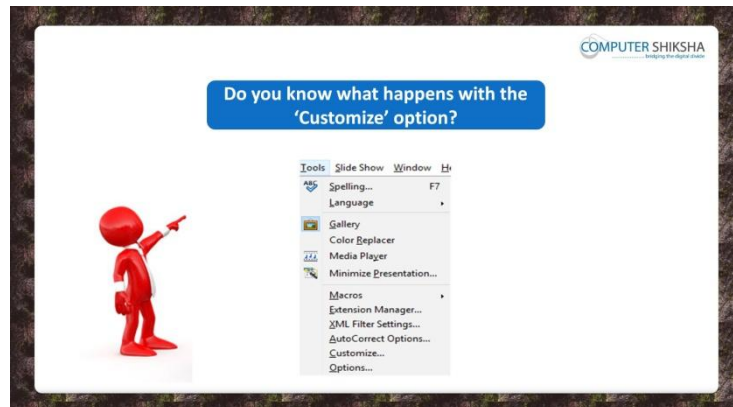 COMPUTER SHIKSHA
bridging the digital divide
Do you know what happens with the
‘Customize’ option?
Tools Slide Show Window He
ABC Spelling... F7
Language
Gallery
Color Replacer
Media Player
Minimize Presentation...
Macros
Extension Manager...
XML Filter Settings...
AutoCorrect Options...
Customize...
Options...